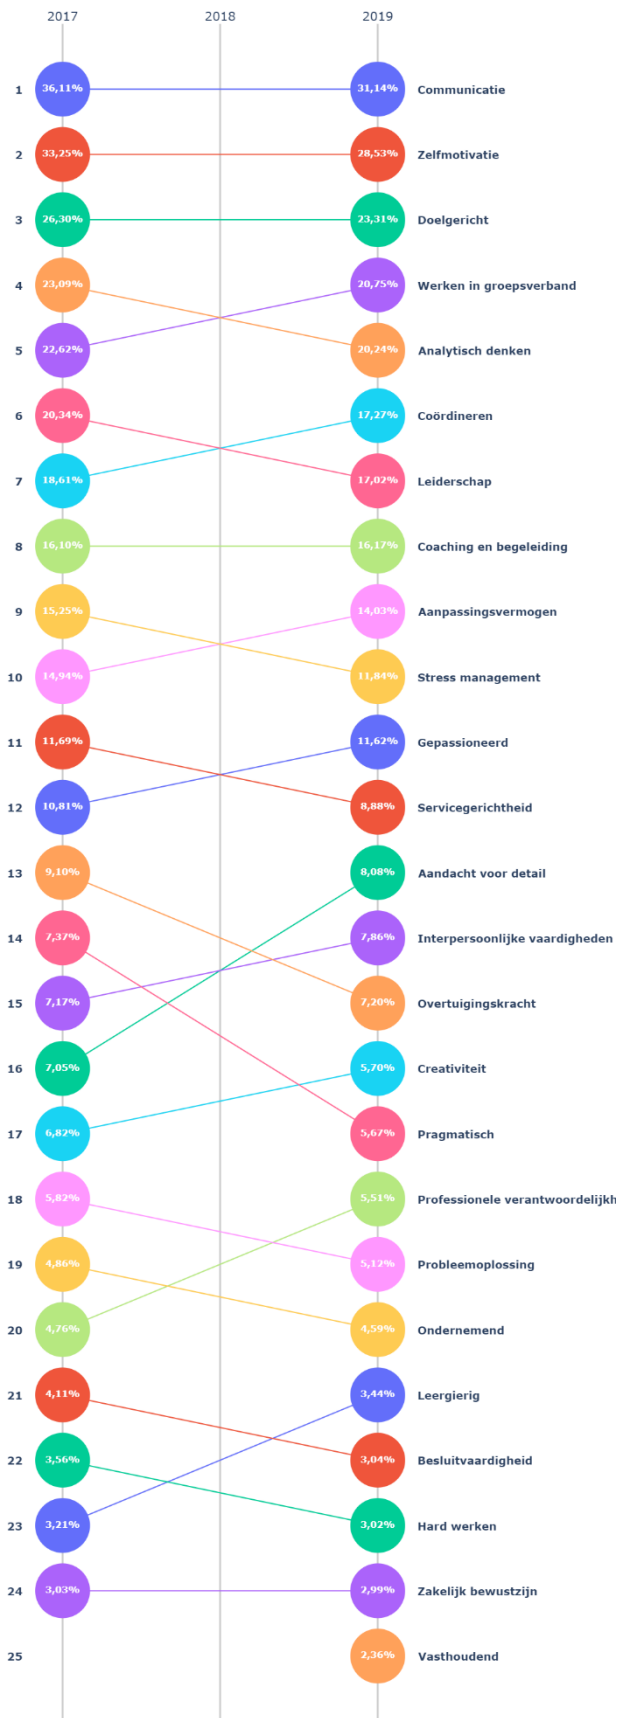 2017 2018 2019
1 36,11% 31,14% Communicatie
2 33,25% 28,53% Zelfmotivatie
3 26,30% 23,31% Doelgericht
4 23,09% 20,75% Werken in groepsverband
5 22,62% 20,24% Analytisch denken
6 20,34% 17,27% Coördineren
7 18,61% 17,02% Leiderschap
8 16,10% 16,17% Coaching en begeleiding
9 15,25% 14,03% Aanpassingsvermogen
10 14,94% 11,84% Stress management
11 11,69% 11,62% Gepassioneerd
12 10,81% 8,88% Servicegerichtheid
13 9,10% 8,08% Aandacht voor detail
14 7,37% 7,86% Interpersoonlijke vaardigheden
15 7,17% 7,20% Overtuigingskracht
16 7,05% 5,70% Creativiteit
17 6,82% 5,67% Pragmatisch
18 5,82% 5,51% Professionele verantwoordelijkh
19 4,86% 5,12% Probleemoplossing
20 4,76% 4,59% Ondernemend
21 4,11% 3,44% Leergierig
22 3,56% 3,04% Besluitvaardigheid
23 3,21% 3,02% Hard werken
24 3,03% 2,99% Zakelijk bewustzijn
25 2,36% Vasthoudend